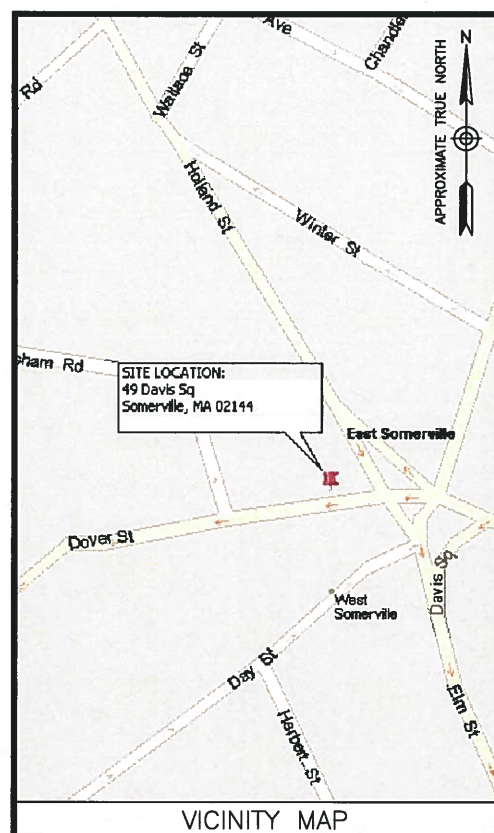 Ave
Chandle
Rd
Wallace St
N
APPROXIMATE TRUE NORTH
Holland St
Winter St
sham Rd
SITE LOCATION:
49 Davis Sq
Somerville, MA 02144
East Somerville
Dover St
Davis Sq
West
Somerville
Day St
Elm St
Herbert St
VICINITY MAP